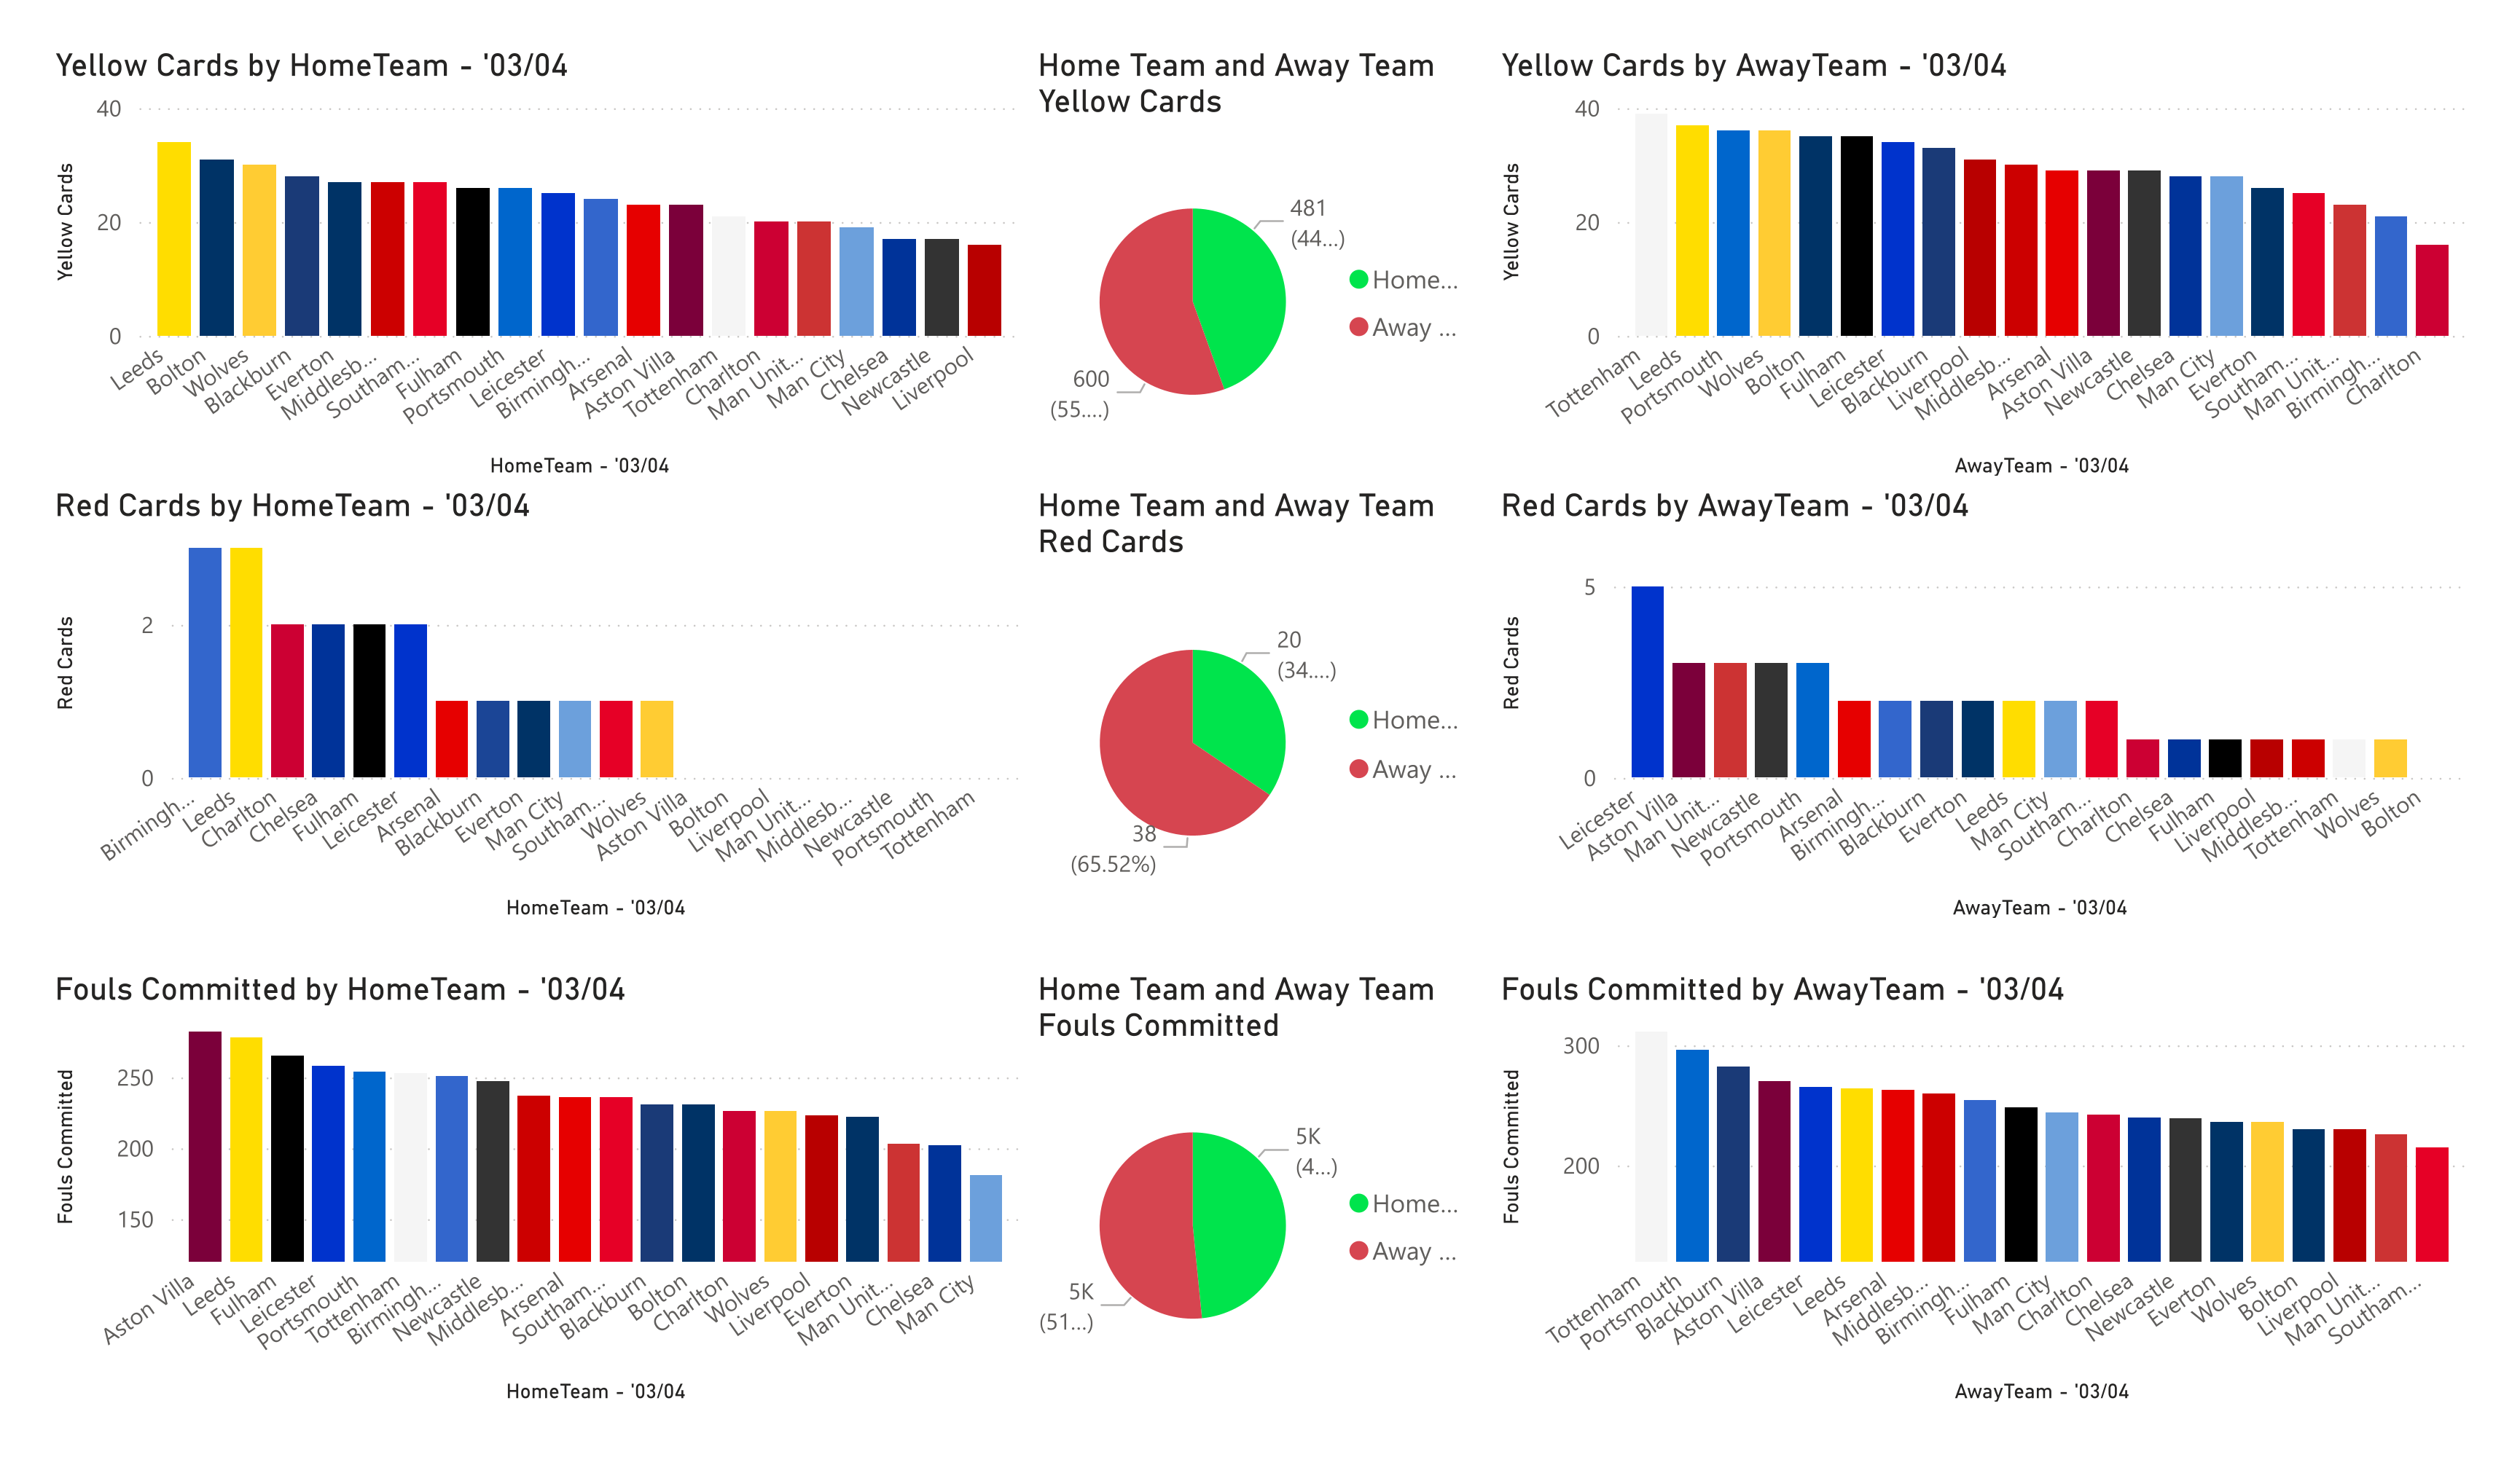 Yellow Cards by HomeTeam - '03/04
40
20
0
Yellow Cards
Leeds
Bolton
Wolves
Blackburn
Everton
Middlesb...
Southam...
Fulham
Portsmouth
Leicester
Birmingh...
Arsenal
Aston Villa
Tottenham
Charlton
Man Unit...
Man City
Chelsea
Newcastle
Liverpool
HomeTeam - '03/04
Home Team and Away Team
Yellow Cards
481
(44...)
600
(55....)
Home...
Away ...
Yellow Cards by AwayTeam - '03/04
40
20
0
Yellow Cards
Tottenham
Leeds
Portsmouth
Wolves
Bolton
Fulham
Leicester
Blackburn
Liverpool
Middlesb...
Arsenal
Aston Villa
Newcastle
Chelsea
Man City
Everton
Southam...
Man Unit...
Birmingh...
Charlton
AwayTeam - '03/04
Red Cards by HomeTeam - '03/04
2
0
Red Cards
Birmingh...
Leeds
Charlton
Chelsea
Fulham
Leicester
Arsenal
Blackburn
Everton
Man City
Southam...
Wolves
Aston Villa
Bolton
Liverpool
Man Unit...
Middlesb...
Newcastle
Portsmouth
Tottenham
HomeTeam - '03/04
Home Team and Away Team
Red Cards
20
(34....)
38
(65.52%)
Home...
Away ...
Red Cards by AwayTeam - '03/04
5
0
Red Cards
Leicester
Aston Villa
Man Unit...
Newcastle
Portsmouth
Arsenal
Birmingh...
Blackburn
Everton
Leeds
Man City
Southam...
Charlton
Chelsea
Fulham
Liverpool
Middlesb...
Tottenham
Wolves
Bolton
AwayTeam - '03/04
Fouls Committed by HomeTeam - '03/04
250
200
150
Fouls Committed
Aston Villa
Leeds
Fulham
Leicester
Portsmouth
Tottenham
Birmingh...
Newcastle
Middlesb...
Arsenal
Southam...
Blackburn
Bolton
Charlton
Wolves
Liverpool
Everton
Man Unit...
Chelsea
Man City
HomeTeam - '03/04
Home Team and Away Team
Fouls Committed
5K
(4...)
5K
(51...)
Home...
Away ...
Fouls Committed by AwayTeam - '03/04
300
200
Fouls Committed
Tottenham
Portsmouth
Blackburn
Aston Villa
Leicester
Leeds
Arsenal
Middlesb...
Birmingh...
Fulham
Man City
Charlton
Chelsea
Newcastle
Everton
Wolves
Bolton
Liverpool
Man Unit...
Southam...
AwayTeam - '03/04